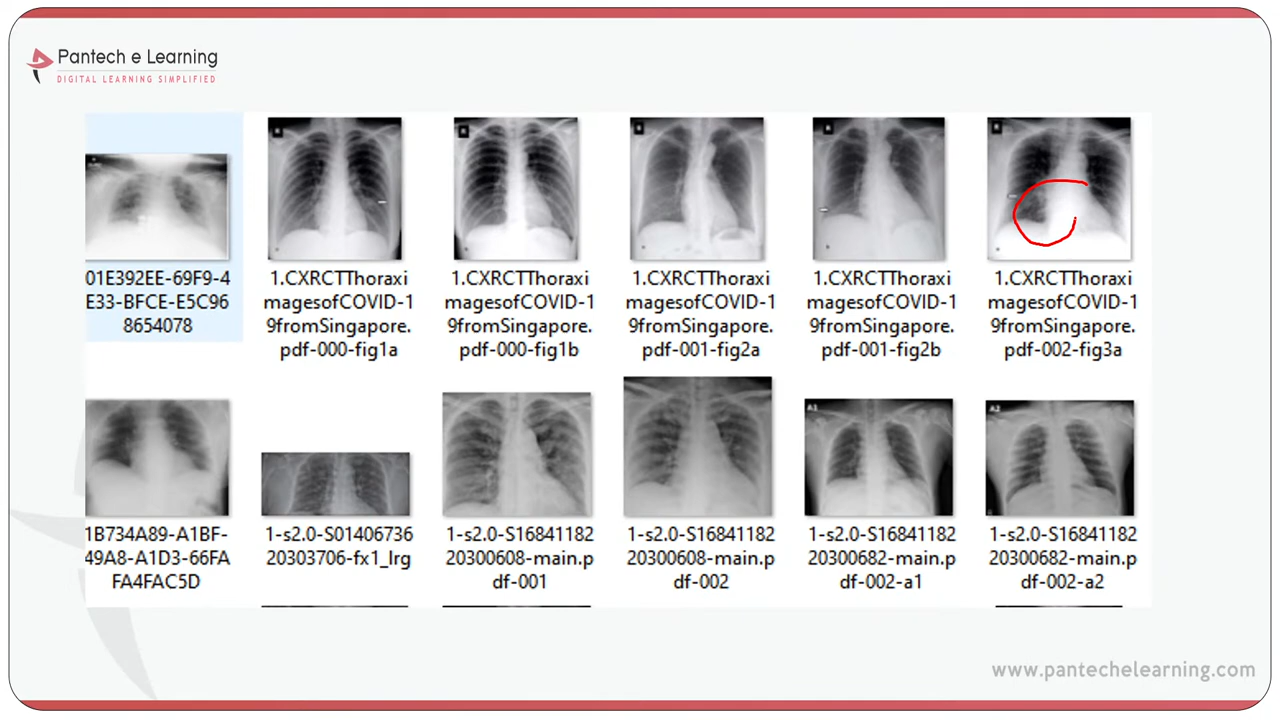 Pantech e Learning
DIGITAL LEARNING SIMPLIFIED
01E392EE-69F9-4
E33-BFCE-E5C96
8654078
1.CXRCTThoraxi
magesofCOVID-1
9fromSingapore.
pdf-000-fig1a
1.CXRCTThoraxi
magesofCOVID-1
9fromSingapore.
pdf-000-fig1b
1.CXRCTThoraxi
magesofCOVID-1
9fromSingapore.
pdf-001-fig2a
1.CXRCTThoraxi
magesofCOVID-1
9fromSingapore.
pdf-001-fig2b
1.CXRCTThoraxi
magesofCOVID-1
9fromSingapore.
pdf-002-fig3a
1B734A89-A1BF-
49A8-A1D3-66FA
FA4FAC5D
1-s2.0-S01406736
20303706-fx1_lrg
1-s2.0-S16841182
20300608-main.p
df-001
1-s2.0-S16841182
20300608-main.p
df-002
A1
1-s2.0-S16841182
20300682-main.p
df-002-a1
A2
1-s2.0-S16841182
20300682-main.p
df-002-a2
www.pantechelearning.com